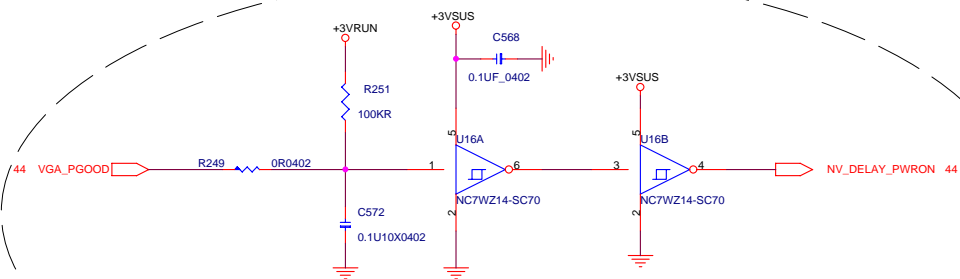 +3VRUN
+3VSUS
C568
0.1UF_0402
+3VSUS
R251
100KR
5
U16A
5
U16B
44 VGA_PGOOD
R249
0R0402
1
6
3
4
NV_DELAY_PWRON 44
C572
0.1U10X0402
2
NC7WZ14-SC70
2
NC7WZ14-SC70